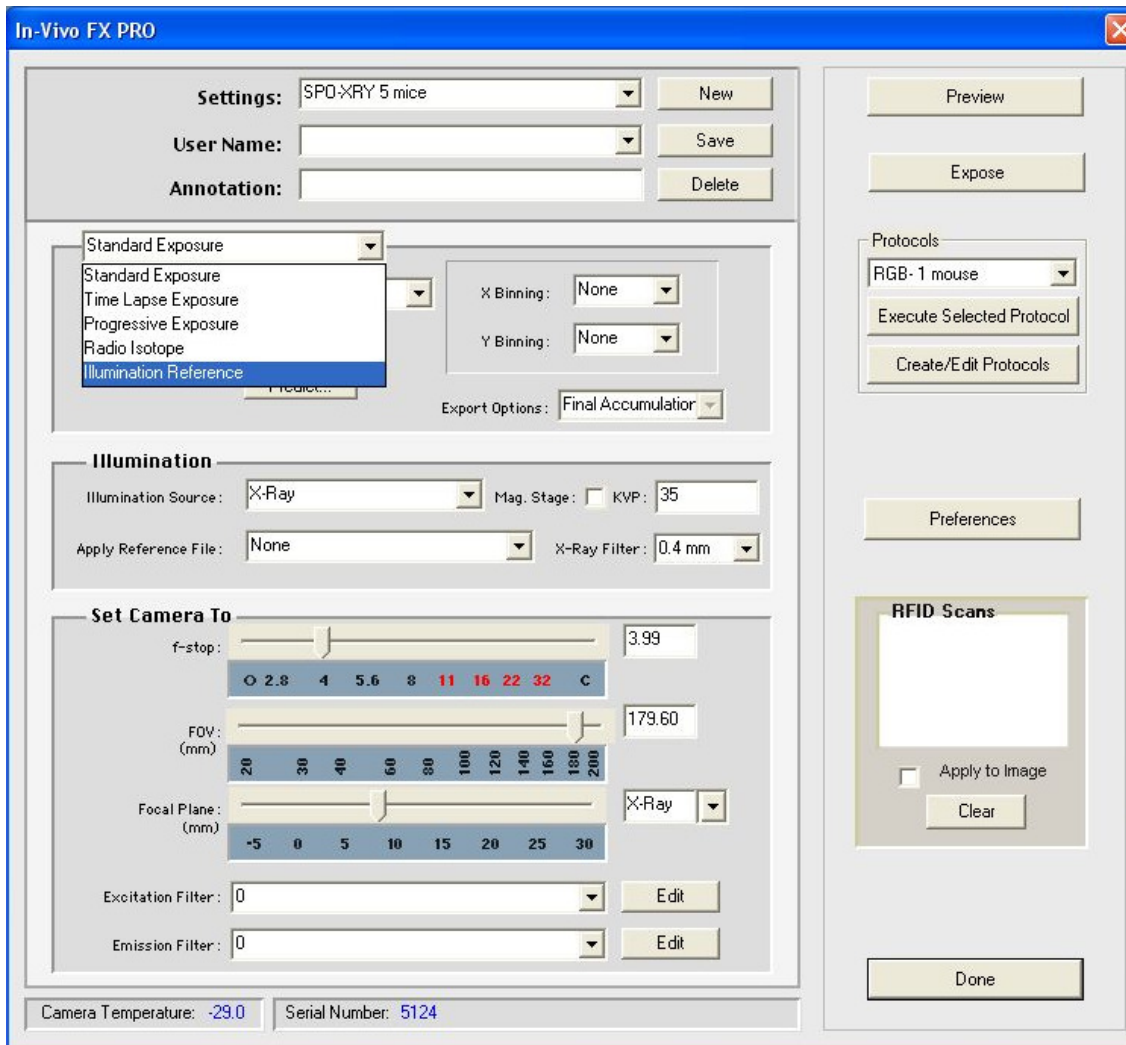 In-Vivo FX PRO
Settings: SPO-XRY 5 mice New
User Name: Save
Annotation: Delete
Standard Exposure
Standard Exposure
Time Lapse Exposure
Progressive Exposure
Radio Isotope
Illumination Reference
X Binning: None
Y Binning: None
Export Options: Final Accumulation
Illumination
Illumination Source: X-Ray Mag. Stage: KVP: 35
Apply Reference File: None X-Ray Filter: 0.4 mm
Set Camera To
f-stop: 3.99
O 2.8 4 5.6 8 11 16 22 32 C
FOV: 179.60
(mm)
20 30 40 60 80 100 120 140 160 180 200
Focal Plane: X-Ray
(mm)
-5 0 5 10 15 20 25 30
Excitation Filter: 0 Edit
Emission Filter: 0 Edit
Camera Temperature: -29.0 Serial Number: 5124
Preview
Expose
Protocols
RGB- 1 mouse
Execute Selected Protocol
Create/Edit Protocols
Preferences
RFID Scans
Apply to Image
Clear
Done